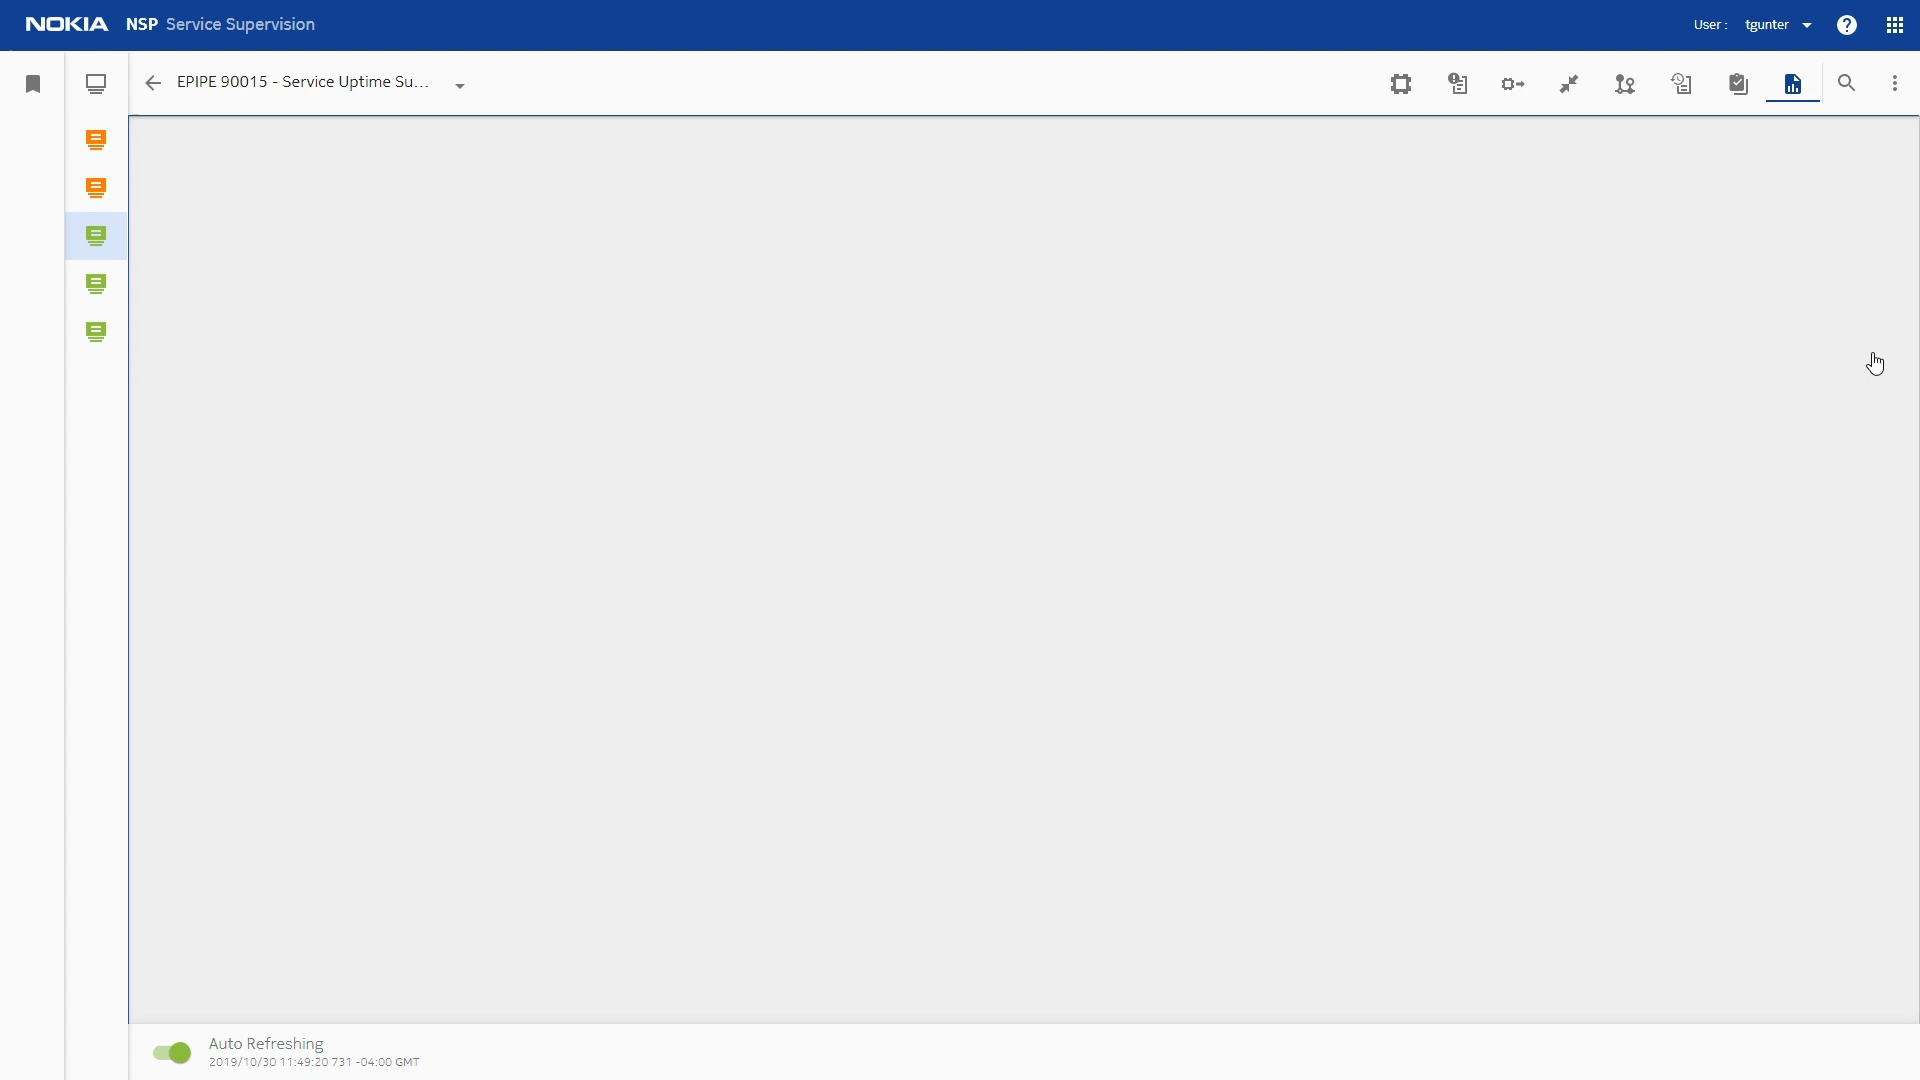 NOKIA NSP Service Supervision
User: tgunter
EPIPE 90015 - Service Uptime Su...
Auto Refreshing
2019/10/30 11:49:20 731 -04:00 GMT